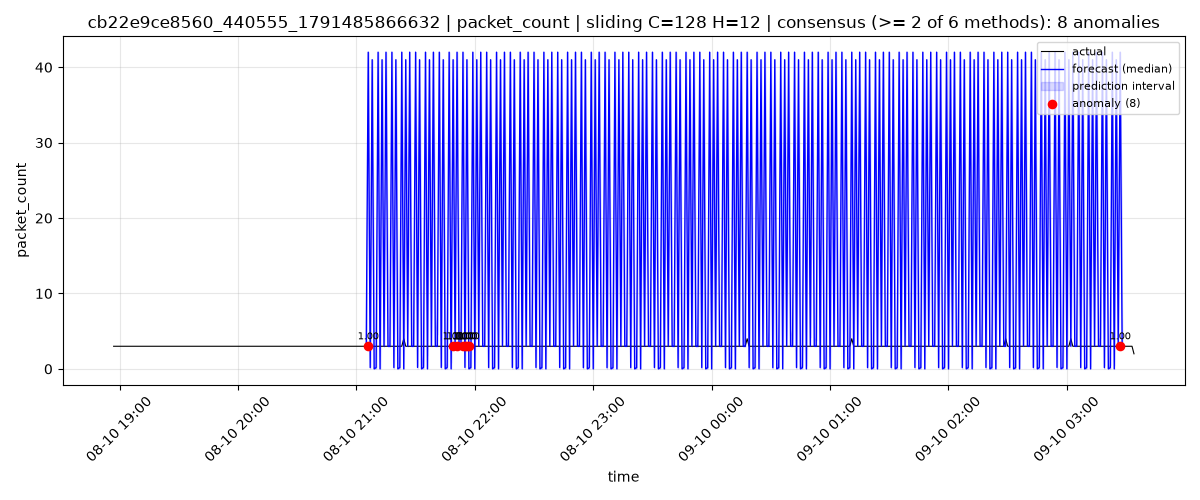 cb22e9ce8560_440555_1791485866632 | packet_count | sliding C=128 H=12 | consensus (>= 2 of 6 methods): 8 anomalies
actual
forecast (median)
prediction interval
anomaly (8)
packet_count
40
30
20
10
0
1.00
1.00
08-10 19:00
08-10 20:00
08-10 21:00
08-10 22:00
08-10 23:00
09-10 00:00
09-10 01:00
09-10 02:00
09-10 03:00
time